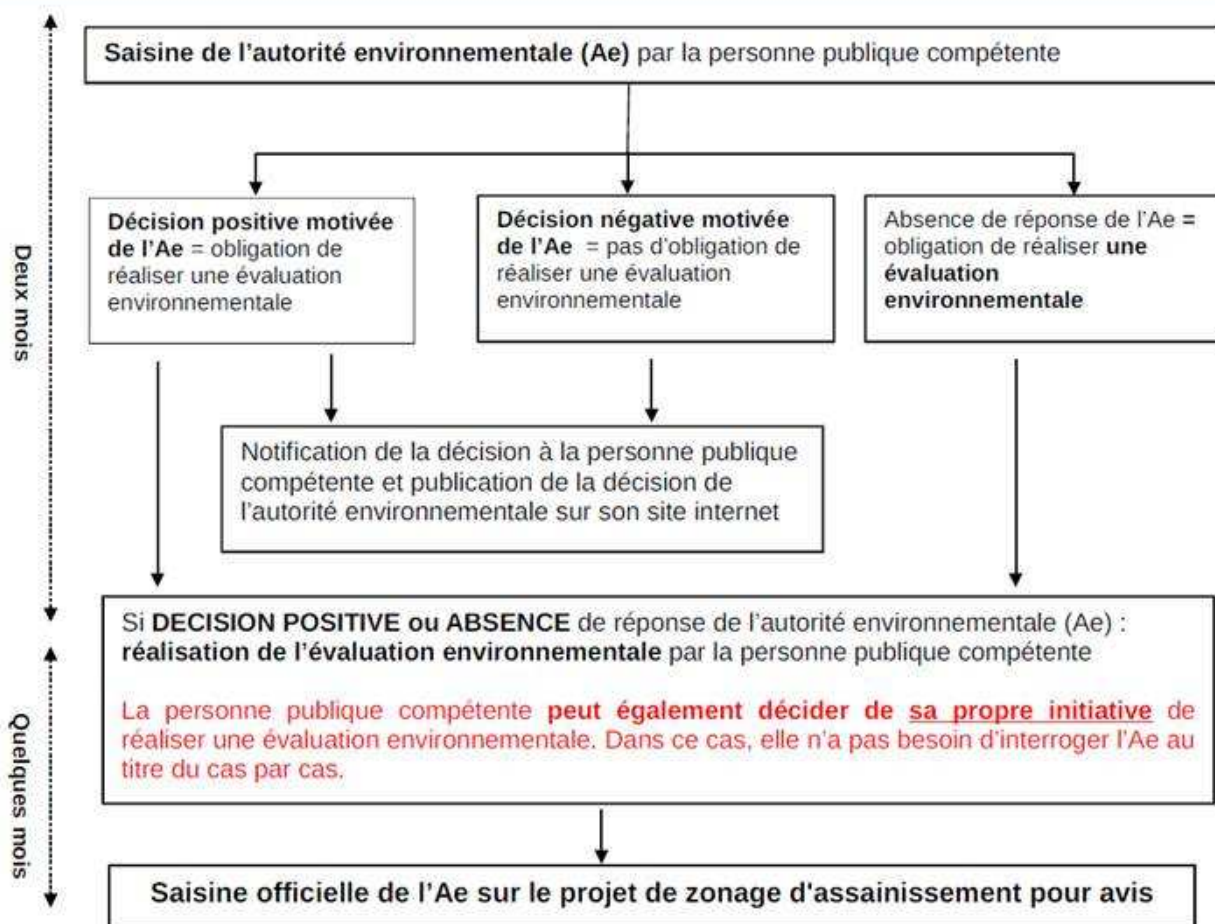 Saisine de l'autorité environnementale (Ae) par la personne publique compétente
Deux mois
Décision positive motivée
de l'Ae = obligation de
réaliser une évaluation
environnementale
Décision négative motivée
de l'Ae = pas d'obligation de
réaliser une évaluation
environnementale
Absence de réponse de l'Ae =
obligation de réaliser une
évaluation
environnementale
Notification de la décision à la personne publique
compétente et publication de la décision de
l'autorité environnementale sur son site internet
Quelques mois
Si DECISION POSITIVE ou ABSENCE de réponse de l'autorité environnementale (Ae) :
réalisation de l'évaluation environnementale par la personne publique compétente
La personne publique compétente peut également décider de sa propre initiative de
réaliser une évaluation environnementale. Dans ce cas, elle n'a pas besoin d'interroger l'Ae au
titre du cas par cas.
Saisine officielle de l'Ae sur le projet de zonage d'assainissement pour avis